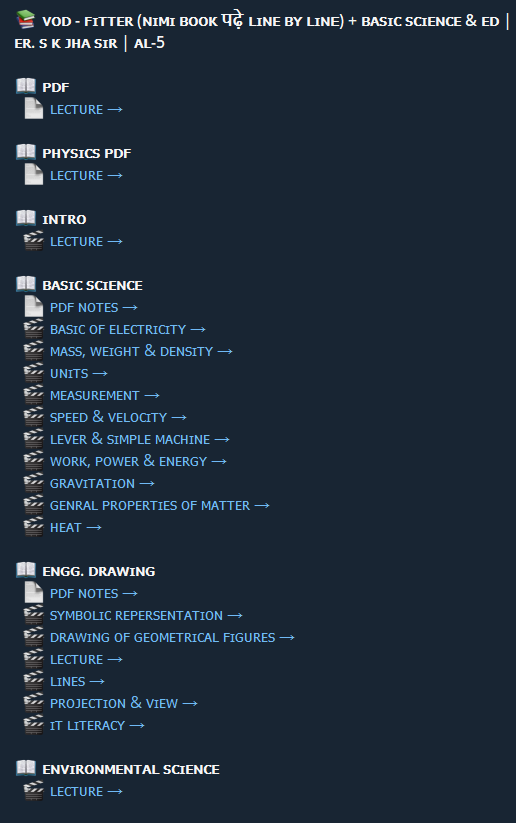 📚 VOD - FITTER (NIMI BOOK पढ़े LINE BY LINE) + BASIC SCIENCE & ED |
ER. S K JHA SIR | AL-5
📖 PDF
📄 LECTURE →
📖 PHYSICS PDF
📄 LECTURE →
📖 INTRO
🎬 LECTURE →
📖 BASIC SCIENCE
📄 PDF NOTES →
🎬 BASIC OF ELECTRICITY →
🎬 MASS, WEIGHT & DENSITY →
🎬 UNITS →
🎬 MEASUREMENT →
🎬 SPEED & VELOCITY →
🎬 LEVER & SIMPLE MACHINE →
🎬 WORK, POWER & ENERGY →
🎬 GRAVITATION →
🎬 GENRAL PROPERTIES OF MATTER →
🎬 HEAT →
📖 ENGG. DRAWING
📄 PDF NOTES →
🎬 SYMBOLIC REPERSENTATION →
🎬 DRAWING OF GEOMETRICAL FIGURES →
🎬 LECTURE →
🎬 LINES →
🎬 PROJECTION & VIEW →
🎬 IT LITERACY →
📖 ENVIRONMENTAL SCIENCE
🎬 LECTURE →